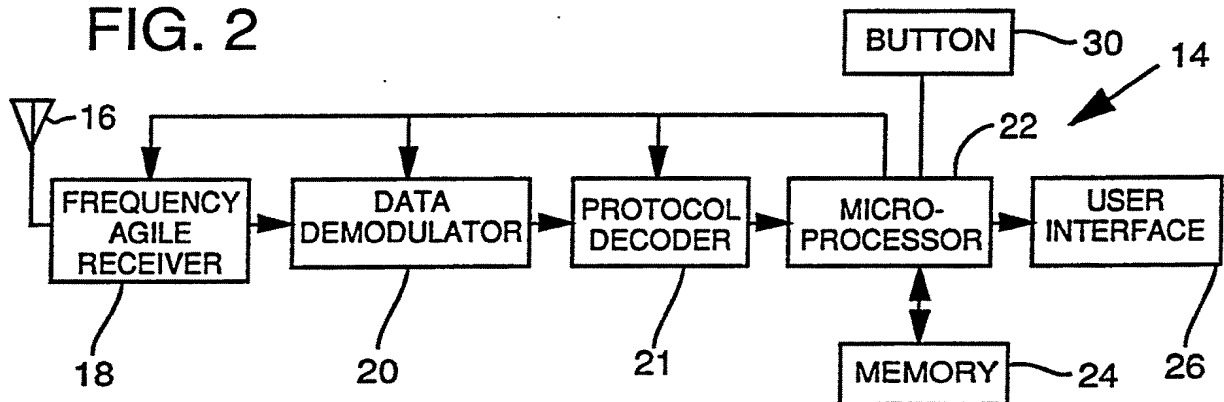 FIG. 2
BUTTON
30
14
16
22
FREQUENCY
AGILE
RECEIVER
DATA
DEMODULATOR
PROTOCOL
DECODER
MICRO-
PROCESSOR
USER
INTERFACE
18
20
21
MEMORY
24
26